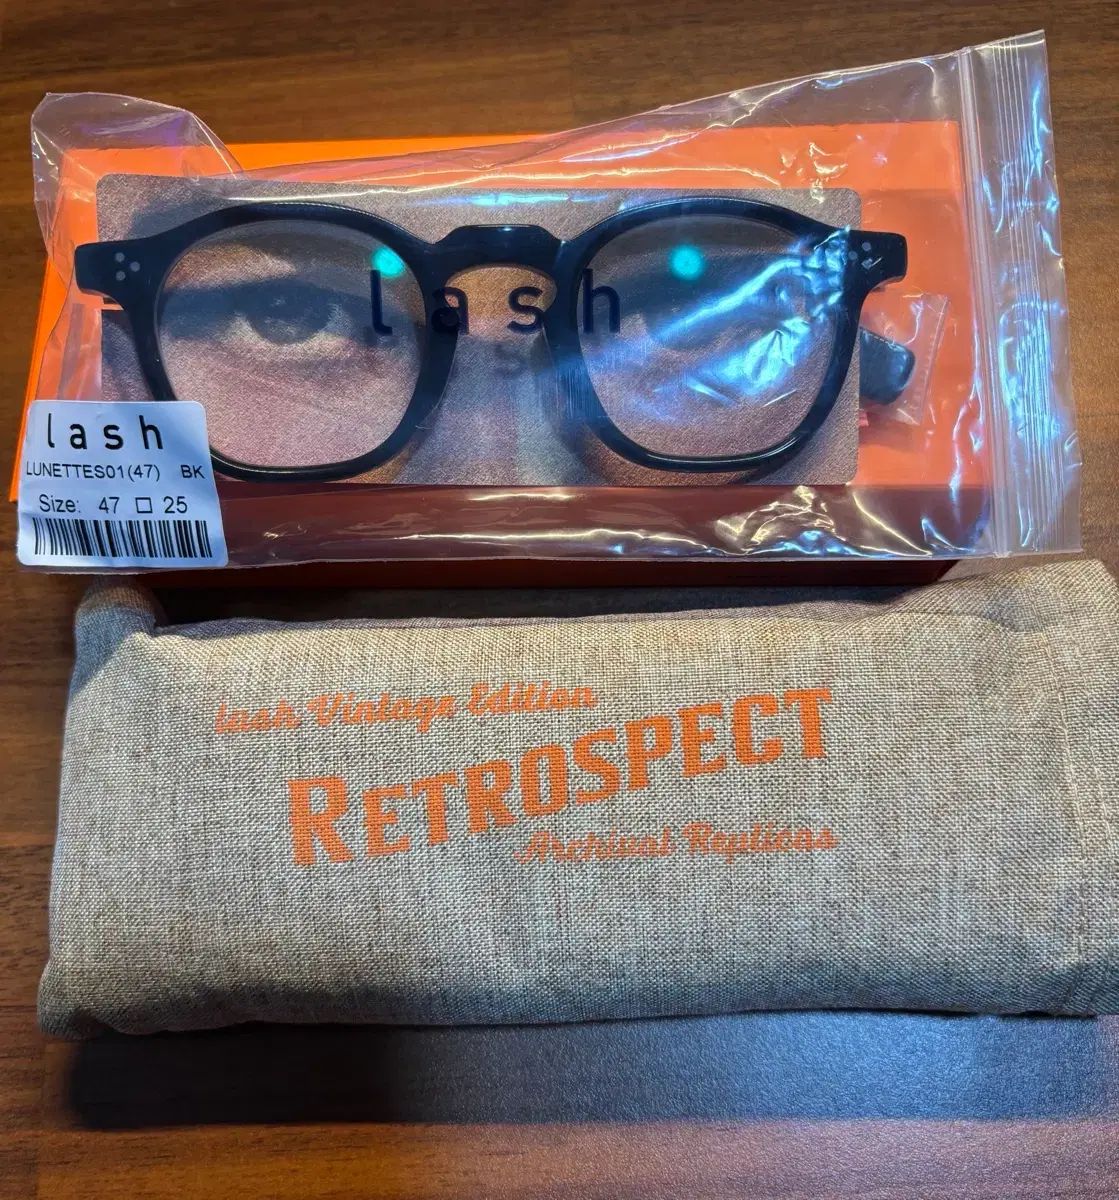 lash
lash
LUNETTES01(47) BK
Size: 47 □ 25
lash Vintage Edition
RETROSPECT
Archival Replicas